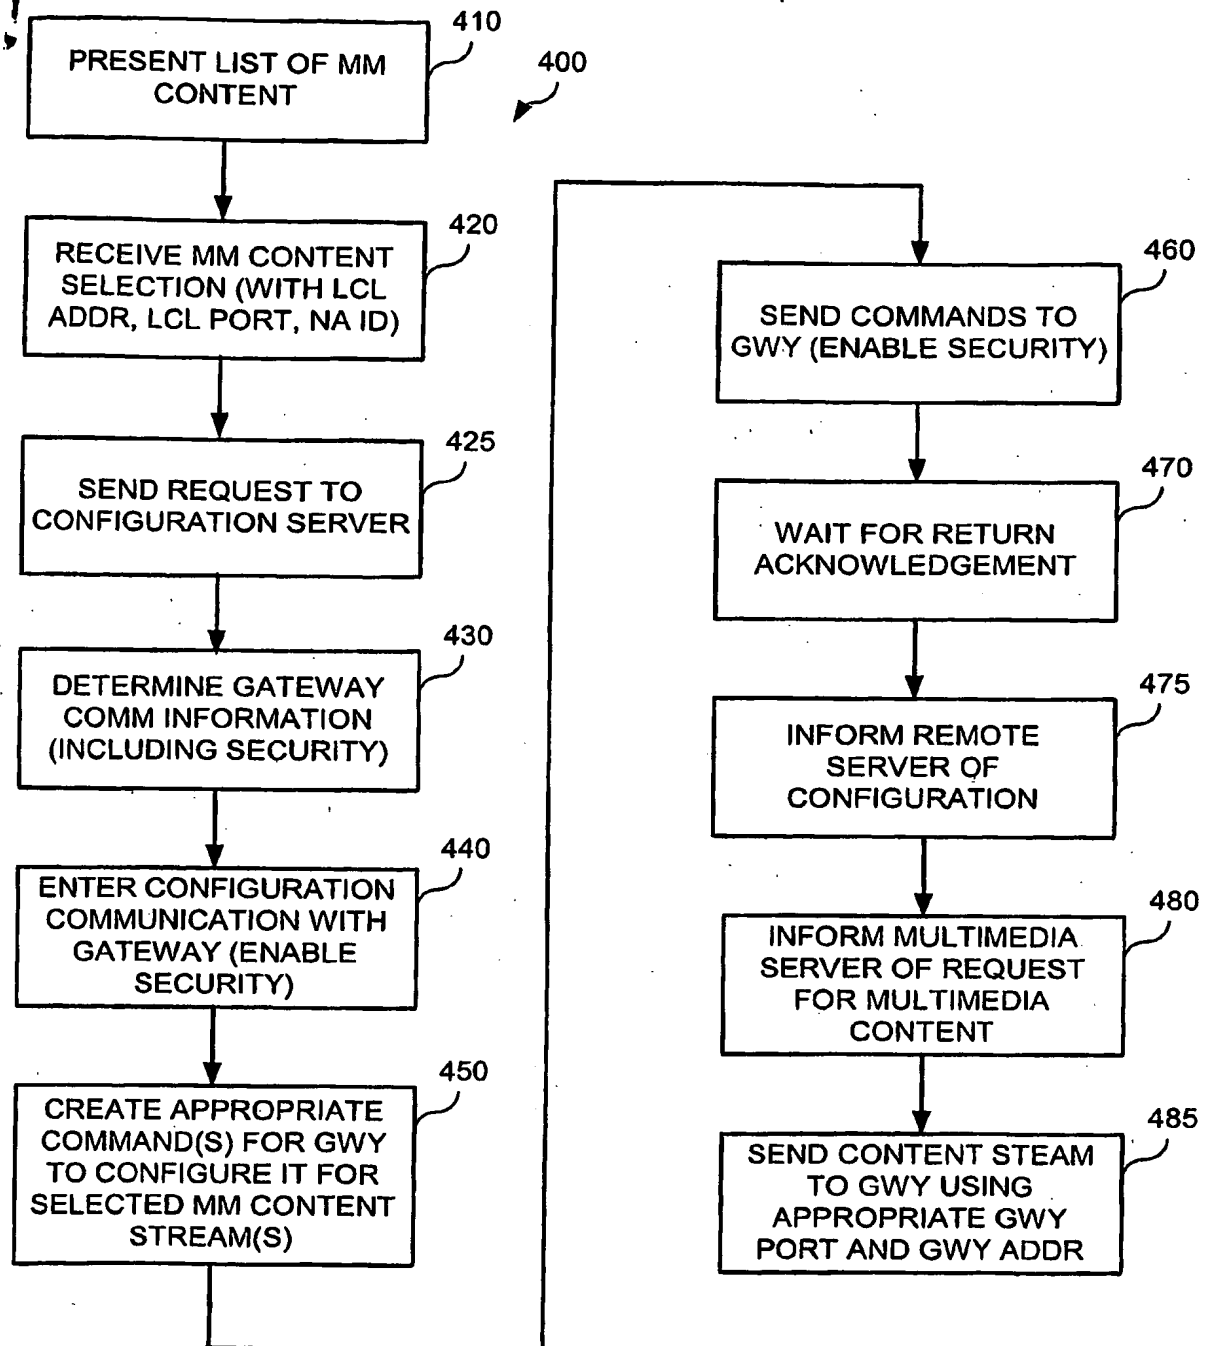 410
PRESENT LIST OF MM
CONTENT
400
420
RECEIVE MM CONTENT
SELECTION (WITH LCL
ADDR, LCL PORT, NA ID)
425
SEND REQUEST TO
CONFIGURATION SERVER
430
DETERMINE GATEWAY
COMM INFORMATION
(INCLUDING SECURITY)
440
ENTER CONFIGURATION
COMMUNICATION WITH
GATEWAY (ENABLE
SECURITY)
450
CREATE APPROPRIATE
COMMAND(S) FOR GWY
TO CONFIGURE IT FOR
SELECTED MM CONTENT
STREAM(S)
460
SEND COMMANDS TO
GWY (ENABLE SECURITY)
470
WAIT FOR RETURN
ACKNOWLEDGEMENT
475
INFORM REMOTE
SERVER OF
CONFIGURATION
480
INFORM MULTIMEDIA
SERVER OF REQUEST
FOR MULTIMEDIA
CONTENT
485
SEND CONTENT STEAM
TO GWY USING
APPROPRIATE GWY
PORT AND GWY ADDR